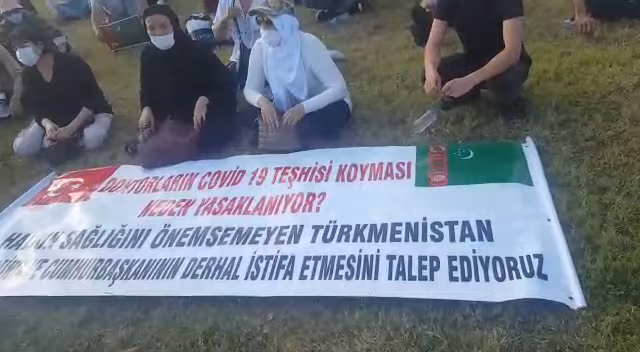 DOKTORLARIN COVİD 19 TEŞHİSİ KOYMASI
NEDEN YASAKLANIYOR?
HALKIN SAĞLIĞINI ÖNEMSEMEYEN TÜRKMENİSTAN
CUMHURBAŞKANININ DERHAL İSTİFA ETMESİNİ TALEP EDİYORUZ